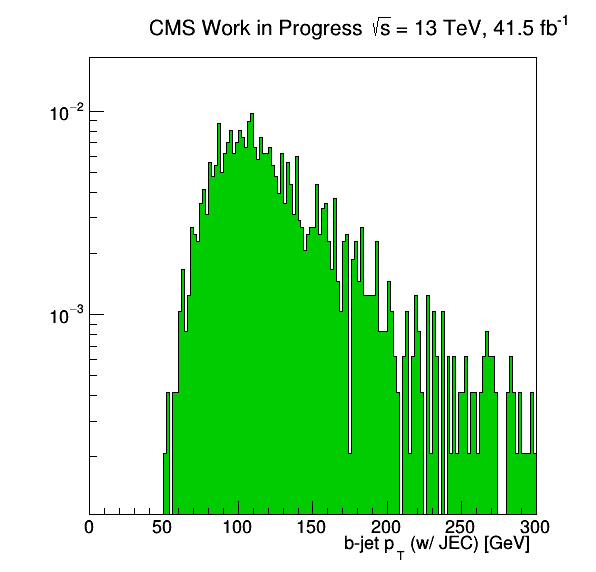 CMS Work in Progress √s = 13 TeV, 41.5 fb⁻¹
10⁻²
10⁻³
0 50 100 150 200 250 300
b-jet p_T (w/ JEC) [GeV]